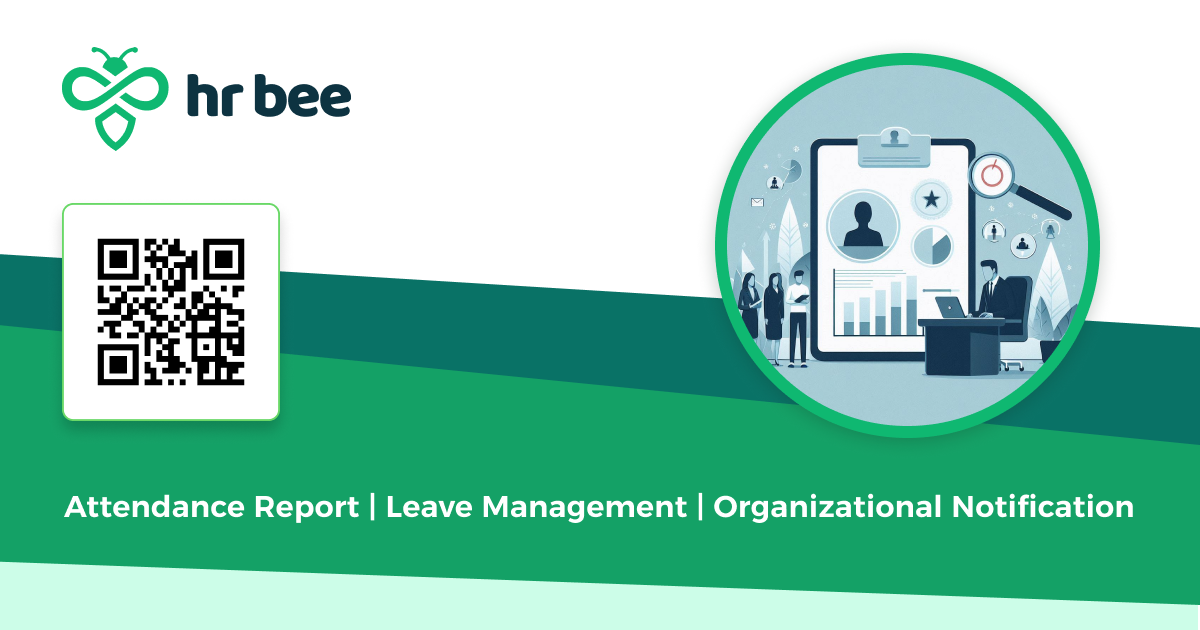 hr bee
Attendance Report | Leave Management | Organizational Notification